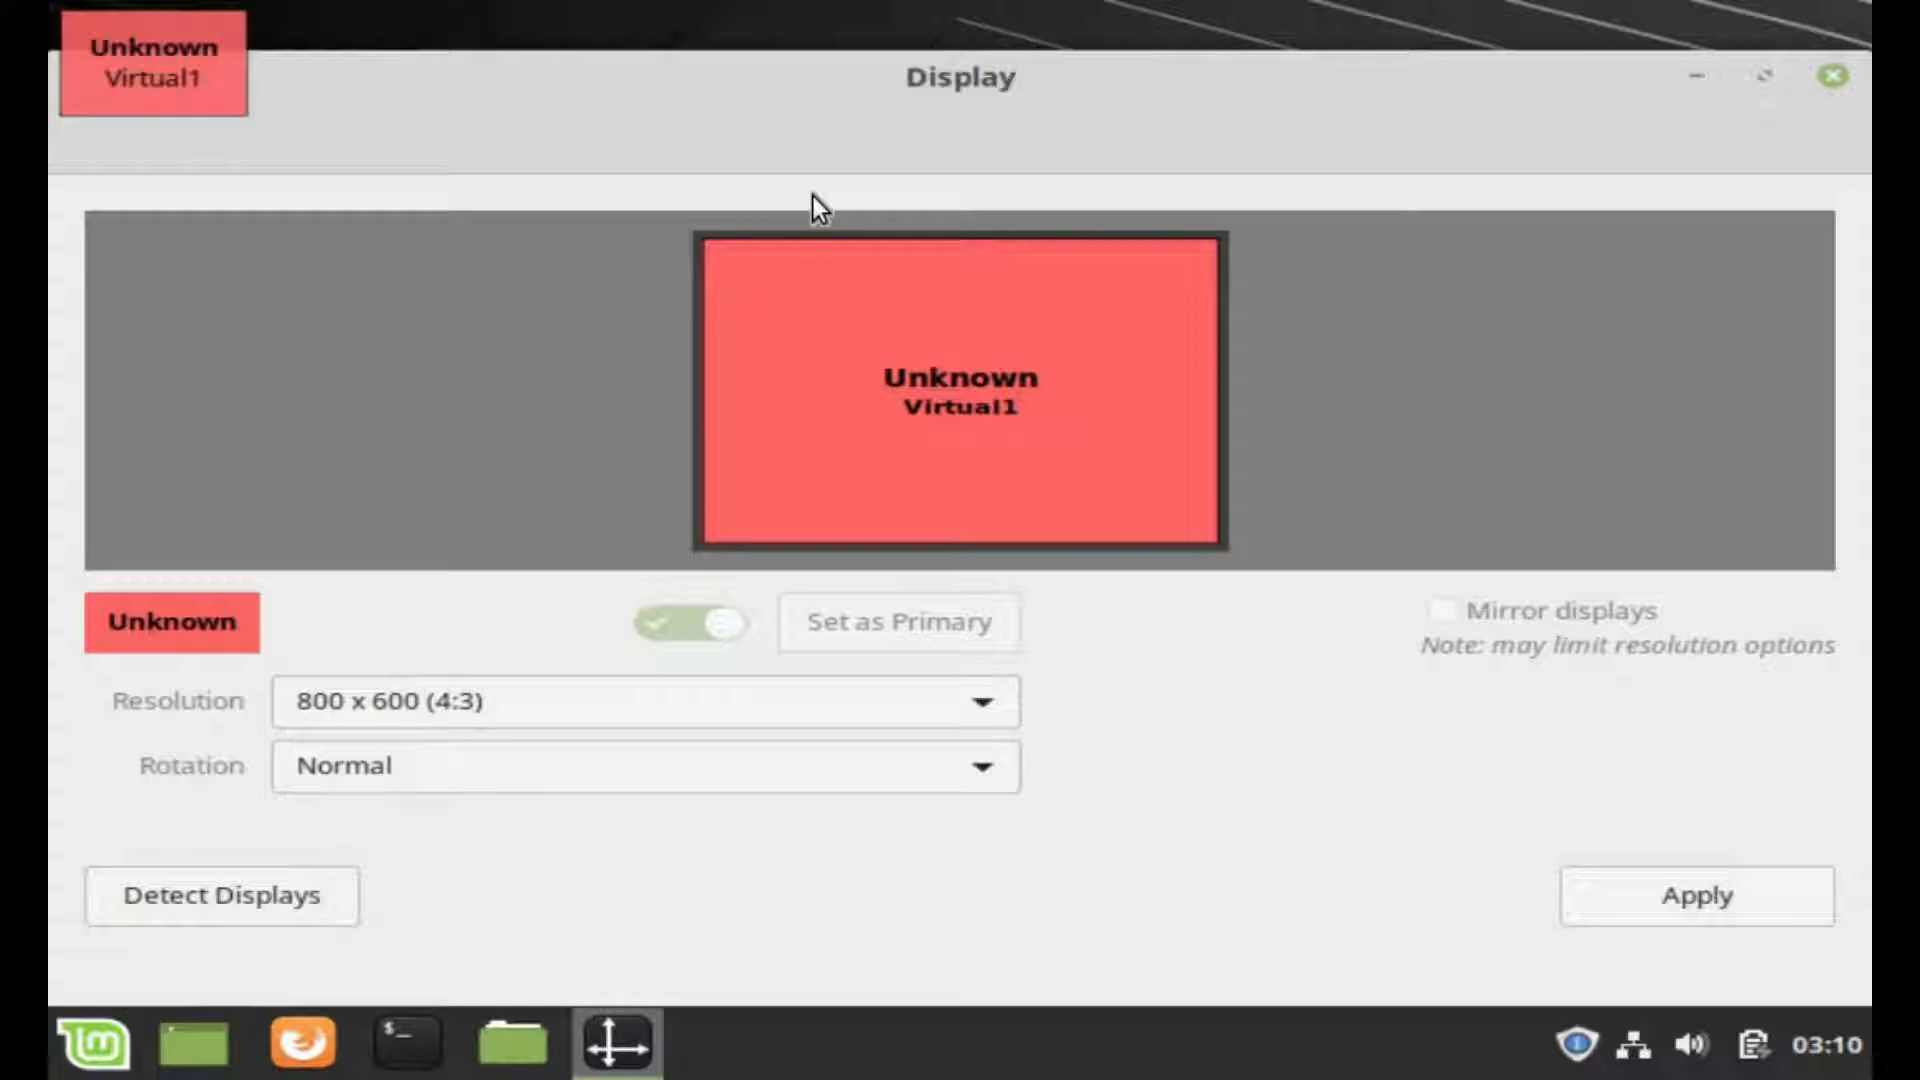 Unknown
Virtual1
Display
Unknown
Virtual1
Unknown
Set as Primary
Mirror displays
Note: may limit resolution options
Resolution
800 x 600 (4:3)
Rotation
Normal
Detect Displays
Apply
$_
03:10